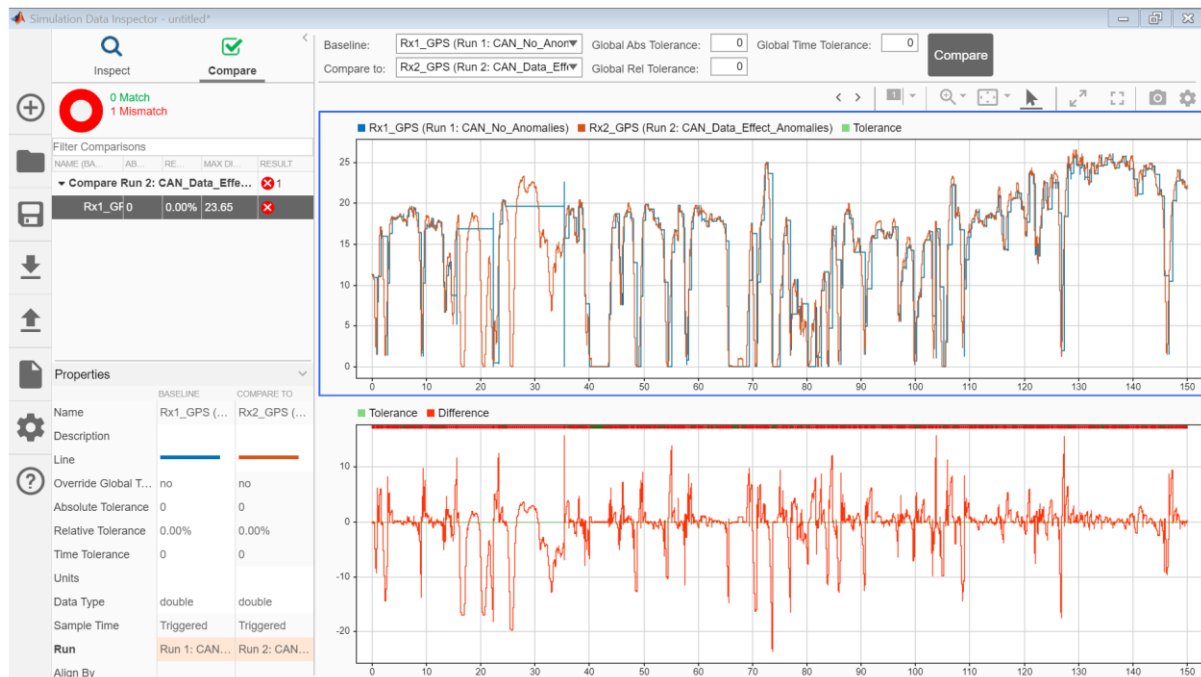 Simulation Data Inspector - untitled*
Inspect
Compare
0 Match
1 Mismatch
Filter Comparisons
NAME (BA... AB... RE... MAX DI... RESULT
Compare Run 2: CAN_Data_Effe... 1
Rx1_GF 0 0.00% 23.65
Properties
BASELINE COMPARE TO
Name Rx1_GPS (... Rx2_GPS (...
Description
Line
Override Global T... no no
Absolute Tolerance 0 0
Relative Tolerance 0.00% 0.00%
Time Tolerance 0 0
Units
Data Type double double
Sample Time Triggered Triggered
Run Run 1: CAN... Run 2: CAN...
Align By
Baseline: Rx1_GPS (Run 1: CAN_No_Anon Global Abs Tolerance: 0 Global Time Tolerance: 0
Compare to: Rx2_GPS (Run 2: CAN_Data_Eff Global Rel Tolerance: 0
Compare
1
Rx1_GPS (Run 1: CAN_No_Anomalies) Rx2_GPS (Run 2: CAN_Data_Effect_Anomalies) Tolerance
25
20
15
10
5
0
0 10 20 30 40 50 60 70 80 90 100 110 120 130 140 150
Tolerance Difference
10
0
-10
-20
0 10 20 30 40 50 60 70 80 90 100 110 120 130 140 150